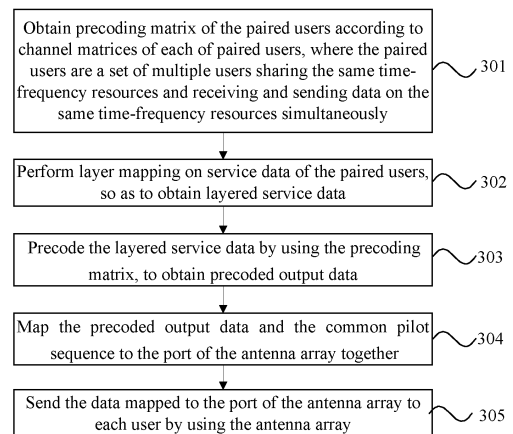 Obtain precoding matrix of the paired users according to
channel matrices of each of paired users, where the paired
users are a set of multiple users sharing the same time-
frequency resources and receiving and sending data on the
same time-frequency resources simultaneously
301
Perform layer mapping on service data of the paired users,
so as to obtain layered service data
302
Precode the layered service data by using the precoding
matrix, to obtain precoded output data
303
Map the precoded output data and the common pilot
sequence to the port of the antenna array together
304
Send the data mapped to the port of the antenna array to
each user by using the antenna array
305